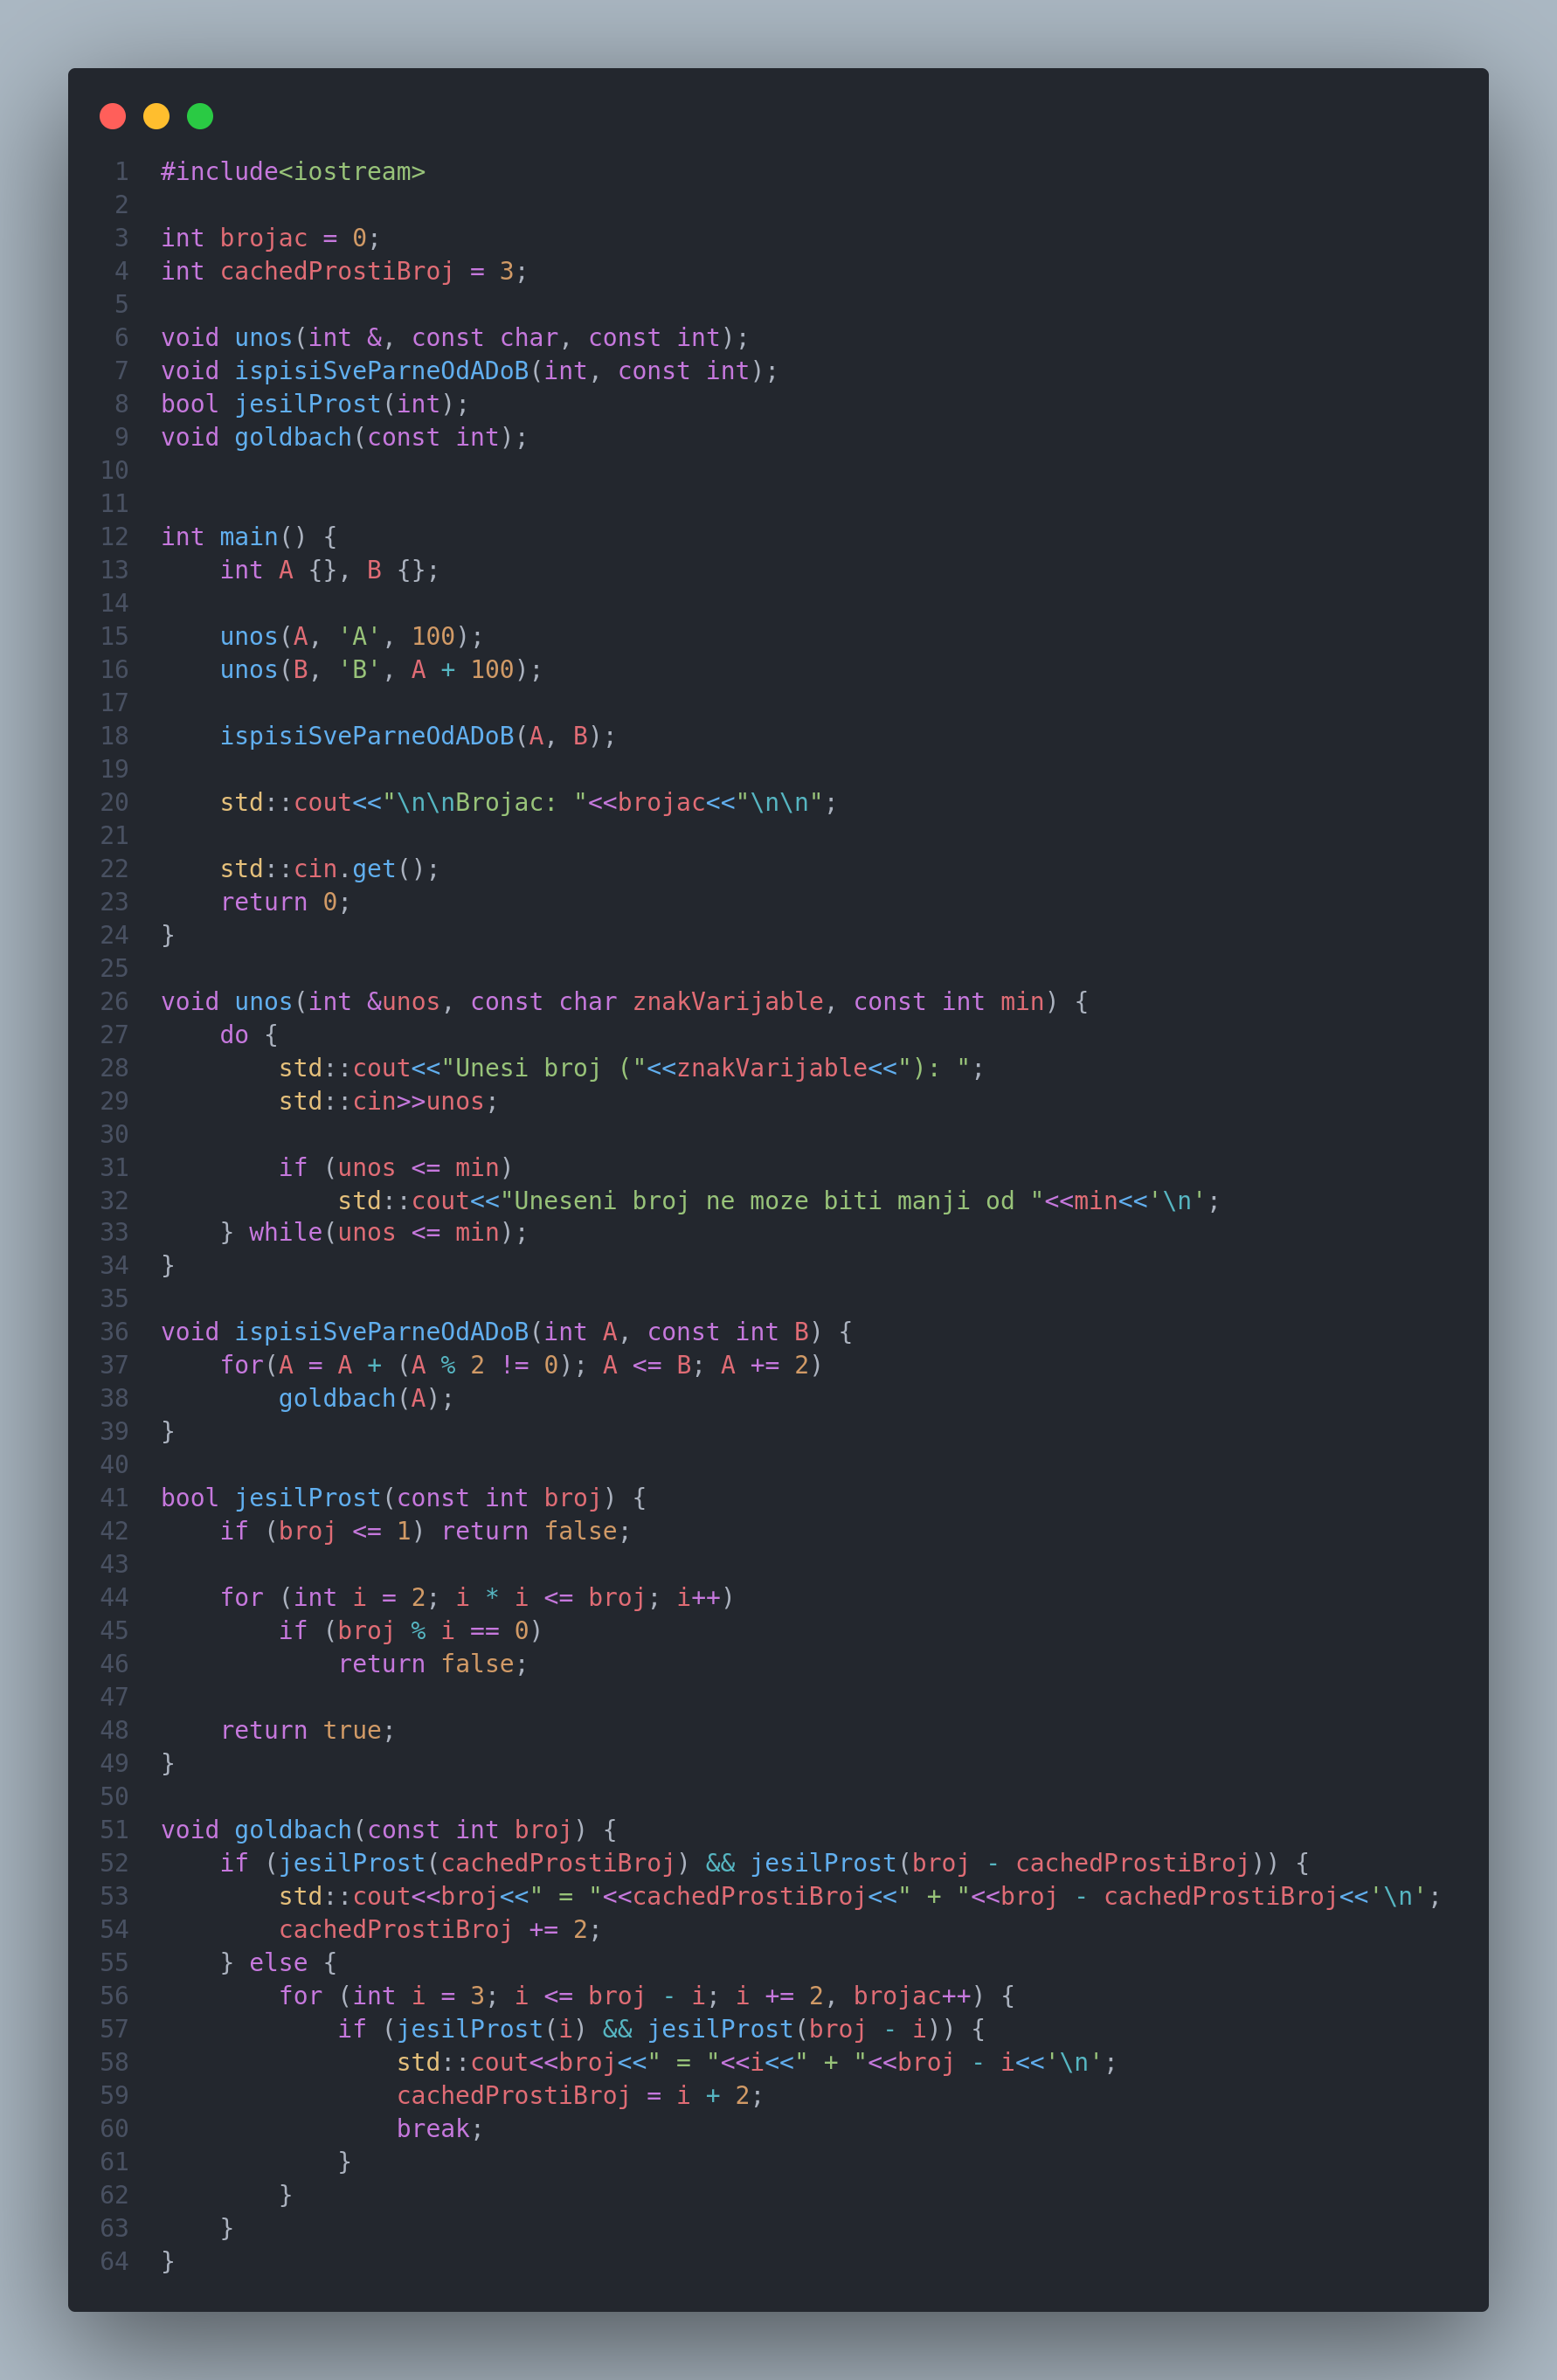 1 #include<iostream>
2
3 int brojac = 0;
4 int cachedProstiBroj = 3;
5
6 void unos(int &, const char, const int);
7 void ispisiSveParneOdADoB(int, const int);
8 bool jesilProst(int);
9 void goldbach(const int);
10
11
12 int main() {
13     int A {}, B {};
14
15     unos(A, 'A', 100);
16     unos(B, 'B', A + 100);
17
18     ispisiSveParneOdADoB(A, B);
19
20     std::cout<<"\n\nBrojac: "<<brojac<<"\n\n";
21
22     std::cin.get();
23     return 0;
24 }
25
26 void unos(int &unos, const char znakVarijable, const int min) {
27     do {
28         std::cout<<"Unesi broj ("<<znakVarijable<<"): ";
29         std::cin>>unos;
30
31         if (unos <= min)
32             std::cout<<"Uneseni broj ne moze biti manji od "<<min<<'\n';
33     } while(unos <= min);
34 }
35
36 void ispisiSveParneOdADoB(int A, const int B) {
37     for(A = A + (A % 2 != 0); A <= B; A += 2)
38         goldbach(A);
39 }
40
41 bool jesilProst(const int broj) {
42     if (broj <= 1) return false;
43
44     for (int i = 2; i * i <= broj; i++)
45         if (broj % i == 0)
46             return false;
47
48     return true;
49 }
50
51 void goldbach(const int broj) {
52     if (jesilProst(cachedProstiBroj) && jesilProst(broj - cachedProstiBroj)) {
53         std::cout<<broj<<" = "<<cachedProstiBroj<<" + "<<broj - cachedProstiBroj<<'\n';
54         cachedProstiBroj += 2;
55     } else {
56         for (int i = 3; i <= broj - i; i += 2, brojac++) {
57             if (jesilProst(i) && jesilProst(broj - i)) {
58                 std::cout<<broj<<" = "<<i<<" + "<<broj - i<<'\n';
59                 cachedProstiBroj = i + 2;
60                 break;
61             }
62         }
63     }
64 }